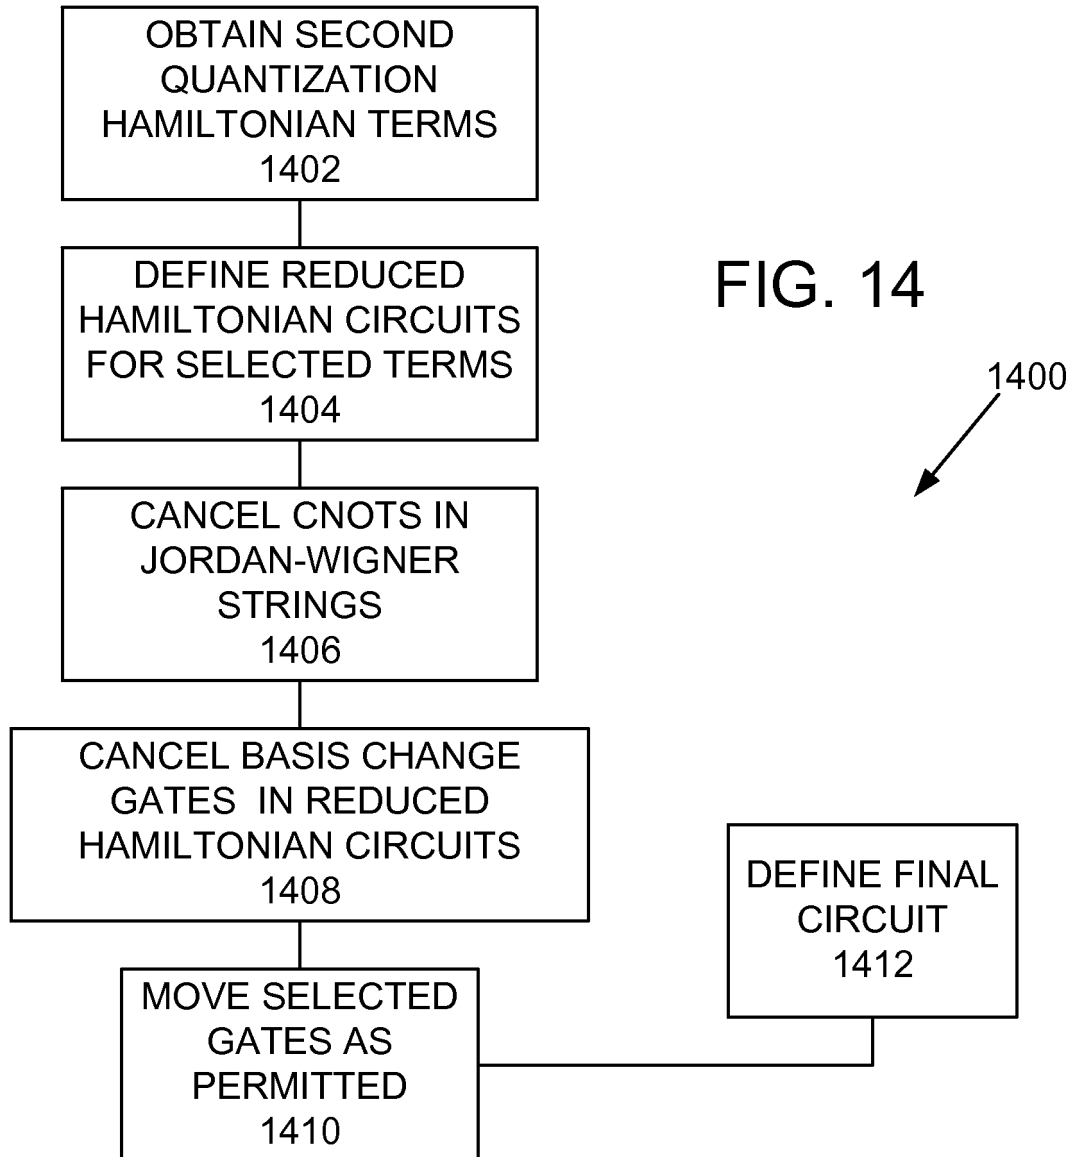 OBTAIN SECOND
QUANTIZATION
HAMILTONIAN TERMS
1402
DEFINE REDUCED
HAMILTONIAN CIRCUITS
FOR SELECTED TERMS
1404
FIG. 14
1400
CANCEL CNOTS IN
JORDAN-WIGNER
STRINGS
1406
CANCEL BASIS CHANGE
GATES IN REDUCED
HAMILTONIAN CIRCUITS
1408
MOVE SELECTED
GATES AS
PERMITTED
1410
DEFINE FINAL
CIRCUIT
1412